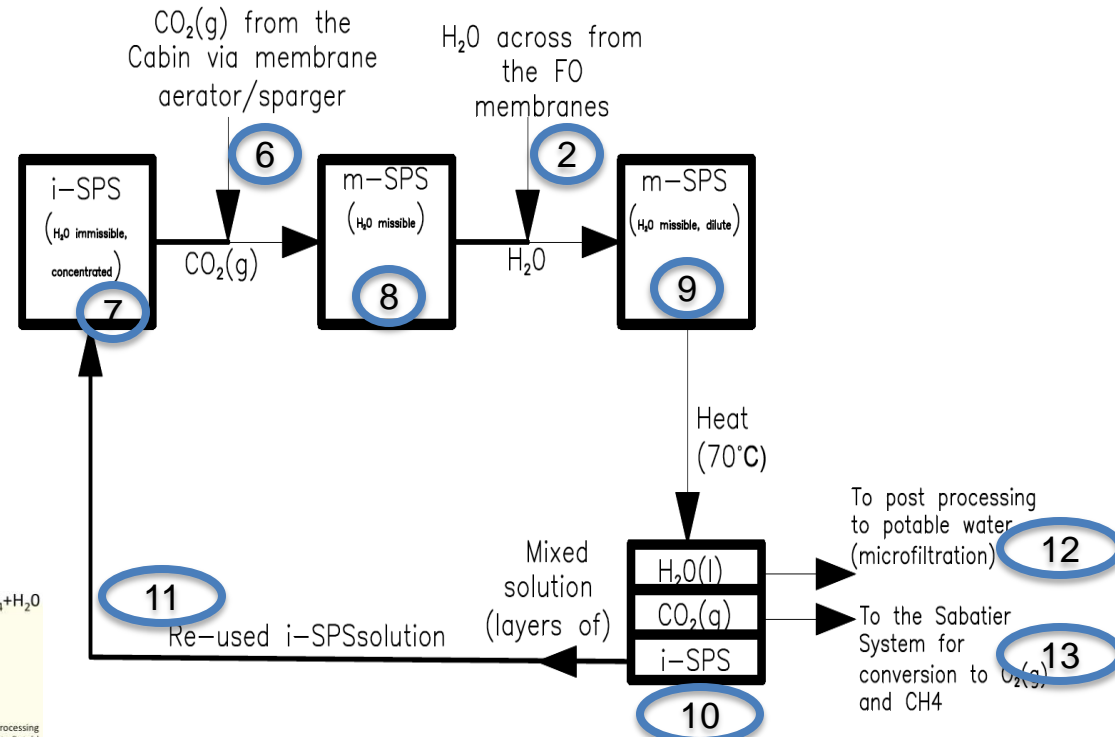 CO₂(g) from the
Cabin via membrane
aerator/sparger
H₂O across from
the FO
membranes
6
2
i-SPS
(H₂O immissible,
concentrated)
7
CO₂(g)
m-SPS
(H₂O missible)
8
H₂O
m-SPS
(H₂O missible, dilute)
9
Heat
(70°C)
To post processing
to potable water
(microfiltration)
12
Mixed
solution
(layers of)
H₂O(l)
CO₂(g)
i-SPS
10
To the Sabatier
System for
conversion to O₂(g)
and CH4
13
11
Re-used i-SPSsolution
+H₂O
rocessing